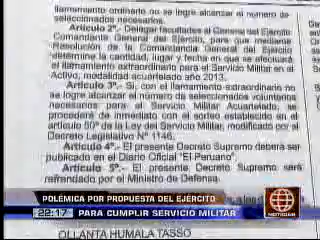 llamamiento ordinario no se logre alcanzar el número de
seleccionados necesarios.
Artículo 2°.- Delegar facultades al General del Ejército
Comandante General del Ejército, para que mediante
Resolución de la Comandancia General del Ejército
determine la cantidad, lugar y fecha en que se efectuará
el llamamiento extraordinario para el Servicio Militar en el
Activo, modalidad acuartelado año 2013.
Artículo 3°.- Si, con el llamamiento extraordinario no
se logre alcanzar el número de seleccionados voluntarios
necesarios para el Servicio Militar Acuartelado, se
procederá de inmediato con el sorteo establecido en el
artículo 50° de la Ley del Servicio Militar, modificado por el
Decreto Legislativo N° 1146.
Artículo 4°.- El presente Decreto Supremo deberá ser
publicado en el Diario Oficial "El Peruano".
Artículo 5°.- El presente Decreto Supremo será
refrendado por el Ministro de Defensa.
POLÉMICA POR PROPUESTA DEL EJÉRCITO
22:17 PARA CUMPLIR SERVICIO MILITAR
NOTICIAS
OLLANTA HUMALA TASSO